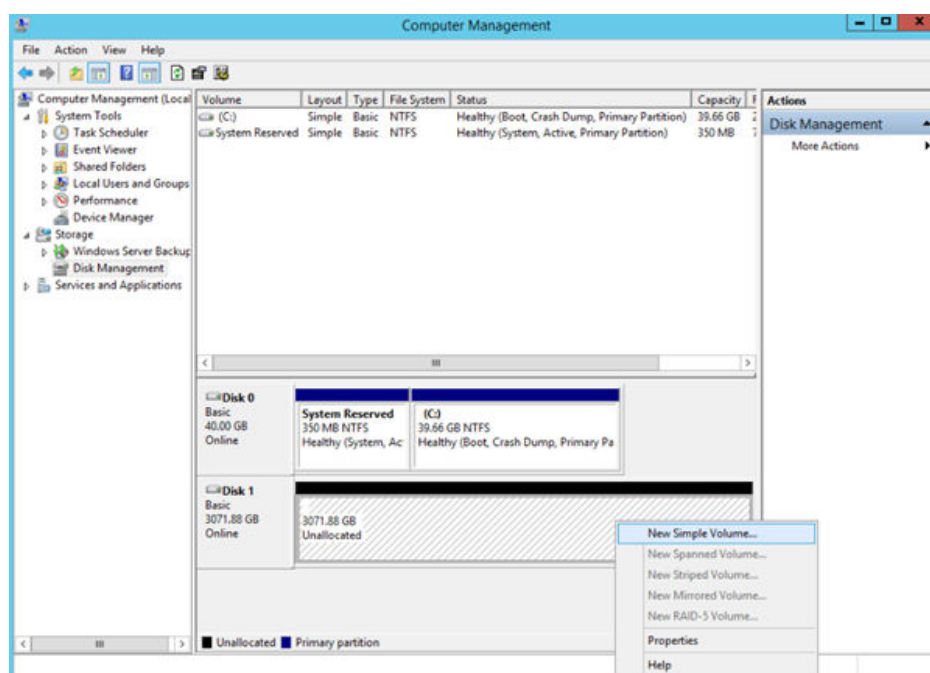 Computer Management
File Action View Help
Computer Management (Local
System Tools
Task Scheduler
Event Viewer
Shared Folders
Local Users and Groups
Performance
Device Manager
Storage
Windows Server Backup
Disk Management
Services and Applications
Volume Layout Type File System Status Capacity F
(C:) Simple Basic NTFS Healthy (Boot, Crash Dump, Primary Partition) 39.66 GB
System Reserved Simple Basic NTFS Healthy (System, Active, Primary Partition) 350 MB
Actions
Disk Management
More Actions
Disk 0
Basic
40.00 GB
Online
System Reserved
350 MB NTFS
Healthy (System, Ac
(C:)
39.66 GB NTFS
Healthy (Boot, Crash Dump, Primary Pa
Disk 1
Basic
3071.88 GB
Online
3071.88 GB
Unallocated
New Simple Volume...
New Spanned Volume...
New Striped Volume...
New Mirrored Volume...
New RAID-5 Volume...
Properties
Help
Unallocated Primary partition